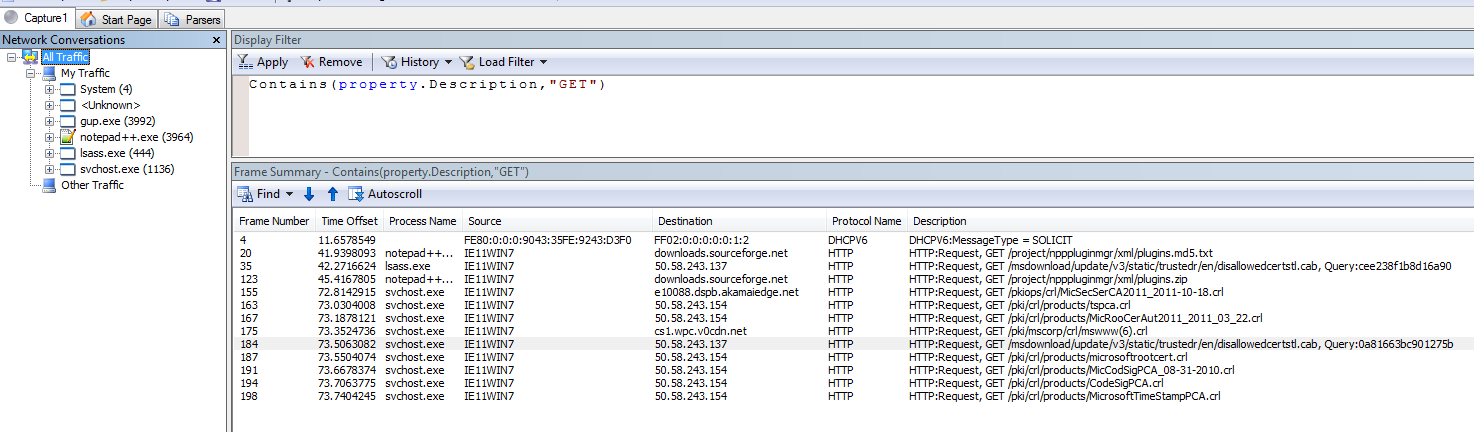 Capture1 Start Page Parsers
Network Conversations x
All Traffic
My Traffic
System (4)
<Unknown>
gup.exe (3992)
notepad++.exe (3964)
lsass.exe (444)
svchost.exe (1136)
Other Traffic
Display Filter
Apply Remove History Load Filter
Contains(property.Description,"GET")
Frame Summary - Contains(property.Description,"GET")
Find Autoscroll
Frame Number Time Offset Process Name Source Destination Protocol Name Description
4 11.6578549 FE80:0:0:0:9043:35FE:9243:D3F0 FF02:0:0:0:0:0:1:2 DHCPV6 DHCPV6:MessageType = SOLICIT
20 41.9398093 notepad++... IE11WIN7 downloads.sourceforge.net HTTP HTTP:Request, GET /project/npppluginmgr/xml/plugins.md5.txt
35 42.2716624 lsass.exe IE11WIN7 50.58.243.137 HTTP HTTP:Request, GET /msdownload/update/v3/static/trustedr/en/disallowedcertstl.cab, Query:cee238f1b8d16a90
123 45.4167805 notepad++... IE11WIN7 downloads.sourceforge.net HTTP HTTP:Request, GET /project/npppluginmgr/xml/plugins.zip
155 72.8142915 svchost.exe IE11WIN7 e10088.dspb.akamaiedge.net HTTP HTTP:Request, GET /pkiops/crl/MicSecSerCA2011_2011-10-18.crl
163 73.0304008 svchost.exe IE11WIN7 50.58.243.154 HTTP HTTP:Request, GET /pki/crl/products/tspca.crl
167 73.1878121 svchost.exe IE11WIN7 50.58.243.154 HTTP HTTP:Request, GET /pki/crl/products/MicRooCerAut2011_2011_03_22.crl
175 73.3524736 svchost.exe IE11WIN7 cs1.wpc.v0cdn.net HTTP HTTP:Request, GET /pki/mscorp/crl/mswww(6).crl
184 73.5063082 svchost.exe IE11WIN7 50.58.243.137 HTTP HTTP:Request, GET /msdownload/update/v3/static/trustedr/en/disallowedcertstl.cab, Query:0a81663bc901275b
187 73.5504074 svchost.exe IE11WIN7 50.58.243.154 HTTP HTTP:Request, GET /pki/crl/products/microsoftrootcert.crl
191 73.6678374 svchost.exe IE11WIN7 50.58.243.154 HTTP HTTP:Request, GET /pki/crl/products/MicCodSigPCA_08-31-2010.crl
194 73.7063775 svchost.exe IE11WIN7 50.58.243.154 HTTP HTTP:Request, GET /pki/crl/products/CodeSigPCA.crl
198 73.7404245 svchost.exe IE11WIN7 50.58.243.154 HTTP HTTP:Request, GET /pki/crl/products/MicrosoftTimeStampPCA.crl